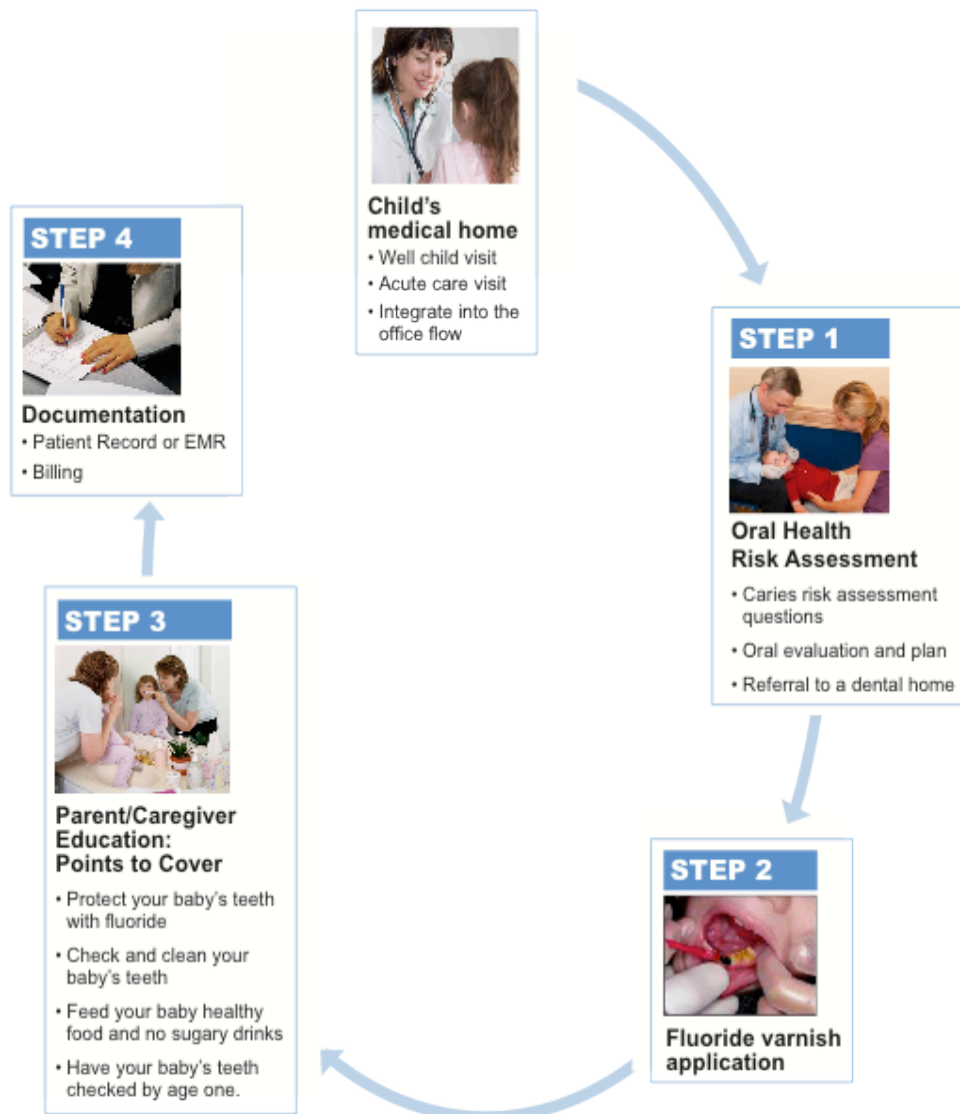 Child's
medical home
• Well child visit
• Acute care visit
• Integrate into the
office flow
STEP 1
Oral Health
Risk Assessment
• Caries risk assessment
questions
• Oral evaluation and plan
• Referral to a dental home
STEP 2
Fluoride varnish
application
STEP 3
Parent/Caregiver
Education:
Points to Cover
• Protect your baby's teeth
with fluoride
• Check and clean your
baby's teeth
• Feed your baby healthy
food and no sugary drinks
• Have your baby's teeth
checked by age one.
STEP 4
Documentation
• Patient Record or EMR
• Billing